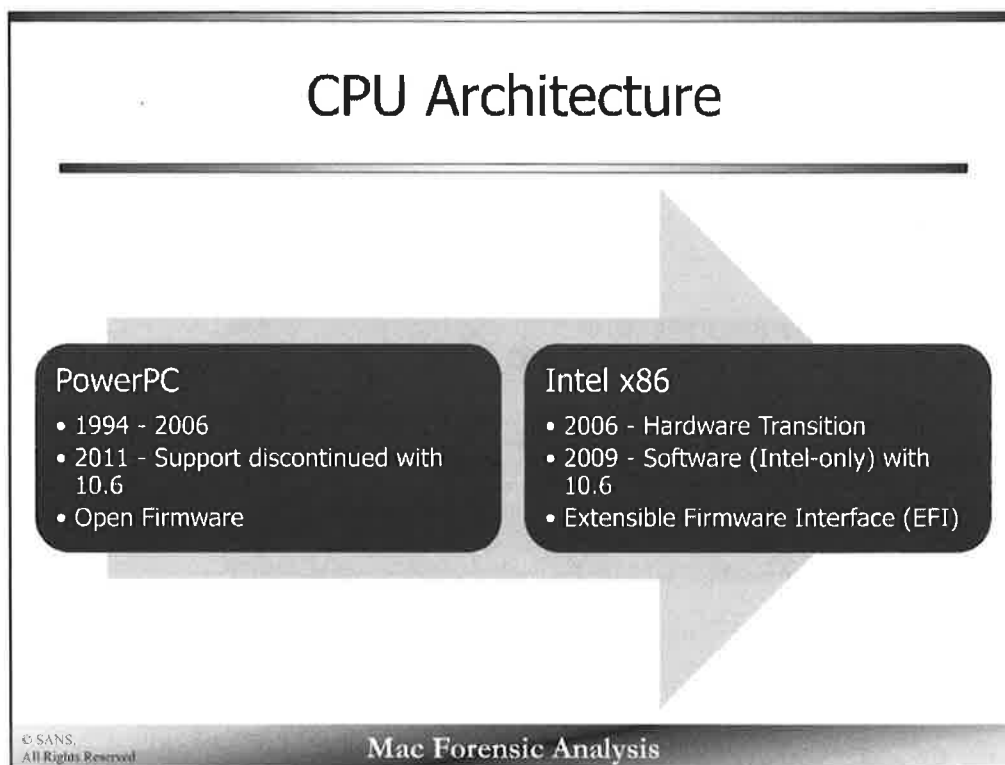 CPU Architecture
PowerPC
• 1994 - 2006
• 2011 - Support discontinued with
10.6
• Open Firmware
Intel x86
• 2006 - Hardware Transition
• 2009 - Software (Intel-only) with
10.6
• Extensible Firmware Interface (EFI)
© SANS,
All Rights Reserved
Mac Forensic Analysis